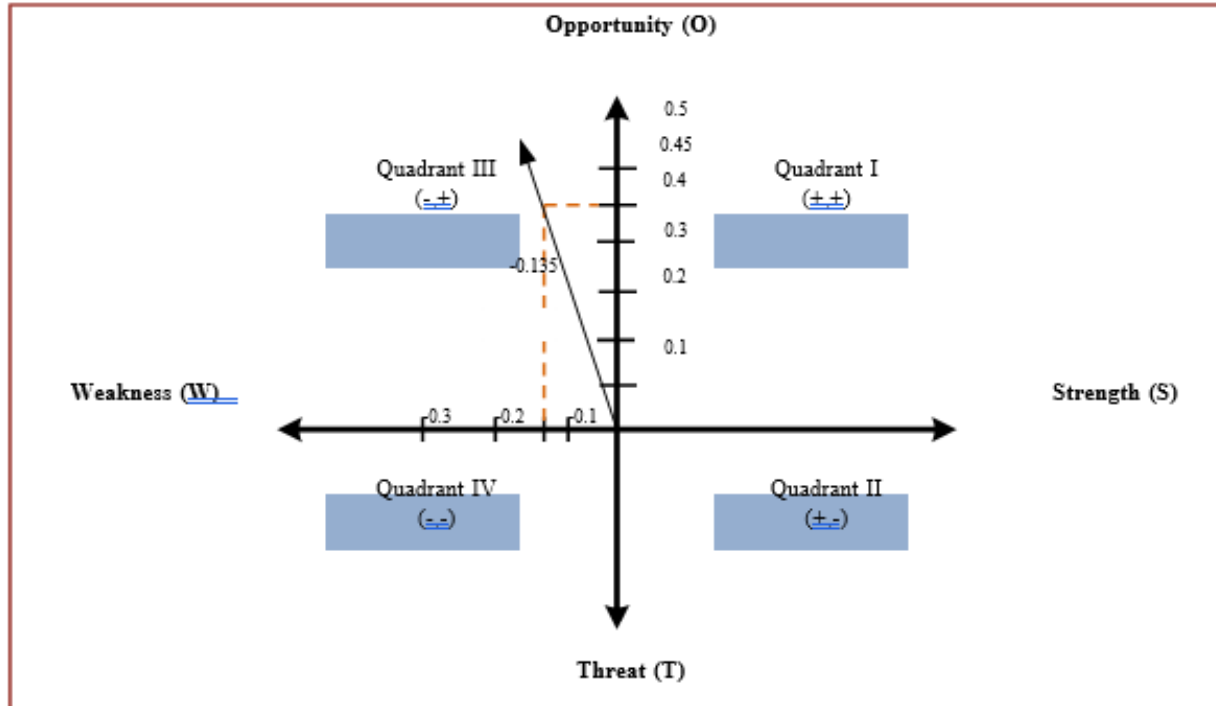 Opportunity (O)
0.5
0.45
Quadrant III
(- +)
Quadrant I
(+ +)
0.4
0.3
-0.135
0.2
0.1
Weakness (W)
Strength (S)
-0.3
-0.2
-0.1
Quadrant IV
(- -)
Quadrant II
(+ -)
Threat (T)